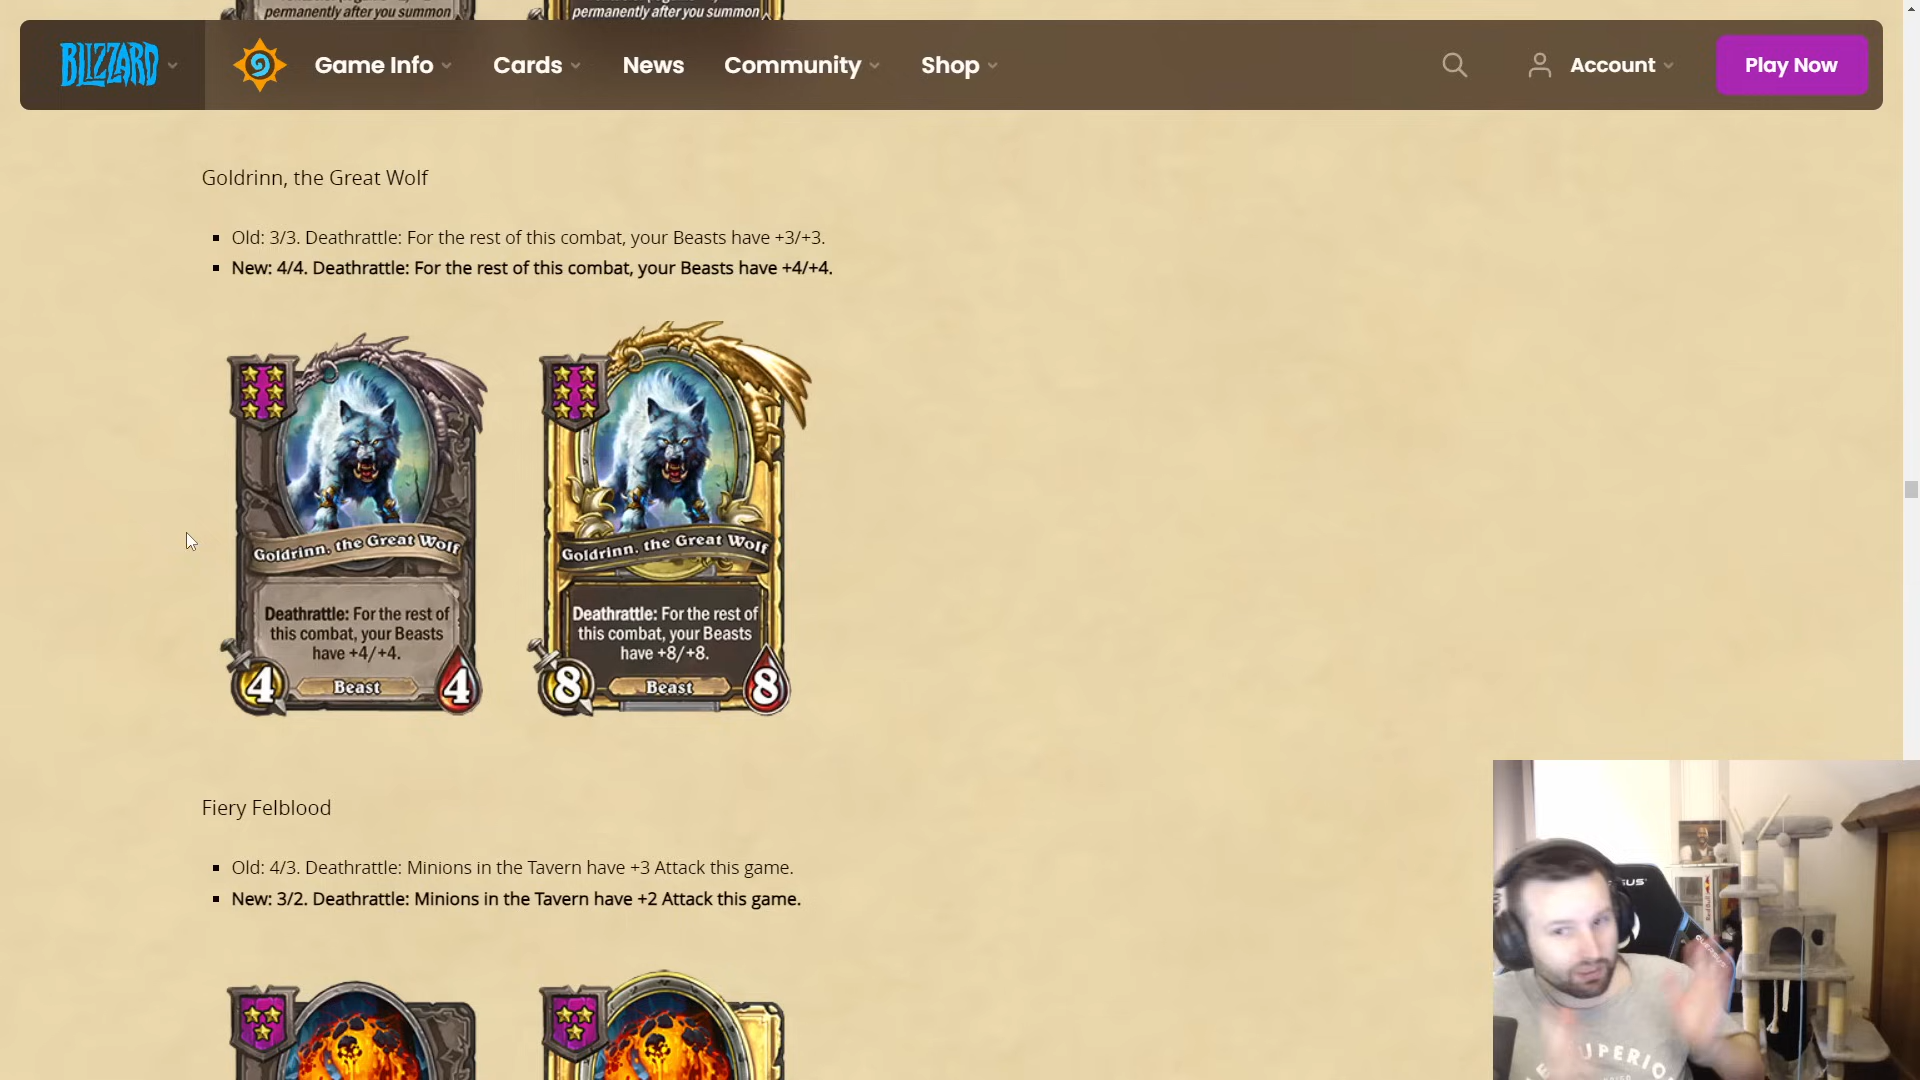 permanently after you summon
permanently after you summon
BLIZZARD
Game Info
Cards
News
Community
Shop
Account
Play Now
Goldrinn, the Great Wolf
Old: 3/3. Deathrattle: For the rest of this combat, your Beasts have +3/+3.
New: 4/4. Deathrattle: For the rest of this combat, your Beasts have +4/+4.
Goldrinn, the Great Wolf
Deathrattle: For the rest of
this combat, your Beasts
have +4/+4.
4
Beast
4
Goldrinn, the Great Wolf
Deathrattle: For the rest of
this combat, your Beasts
have +8/+8.
8
Beast
8
Fiery Felblood
Old: 4/3. Deathrattle: Minions in the Tavern have +3 Attack this game.
New: 3/2. Deathrattle: Minions in the Tavern have +2 Attack this game.